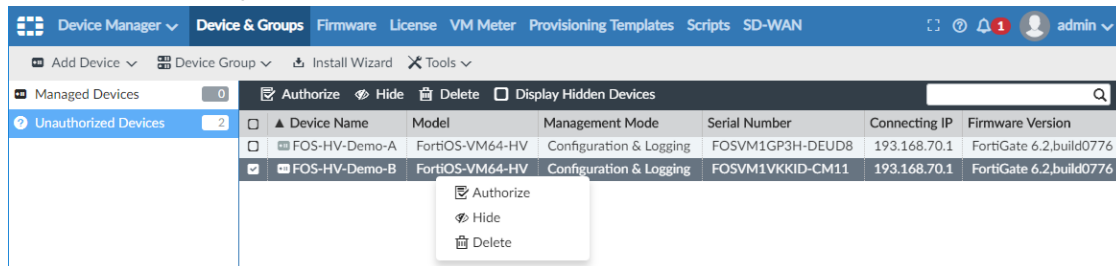 Device Manager Device & Groups Firmware License VM Meter Provisioning Templates Scripts SD-WAN 1 admin
Add Device Device Group Install Wizard Tools
Managed Devices 0 Authorize Hide Delete Display Hidden Devices
Unauthorized Devices 2 ▲ Device Name Model Management Mode Serial Number Connecting IP Firmware Version
FOS-HV-Demo-A FortiOS-VM64-HV Configuration & Logging FOSVM1GP3H-DEUD8 193.168.70.1 FortiGate 6.2,build0776
FOS-HV-Demo-B FortiOS-VM64-HV Configuration & Logging FOSVM1VKKID-CM11 193.168.70.1 FortiGate 6.2,build0776
Authorize
Hide
Delete